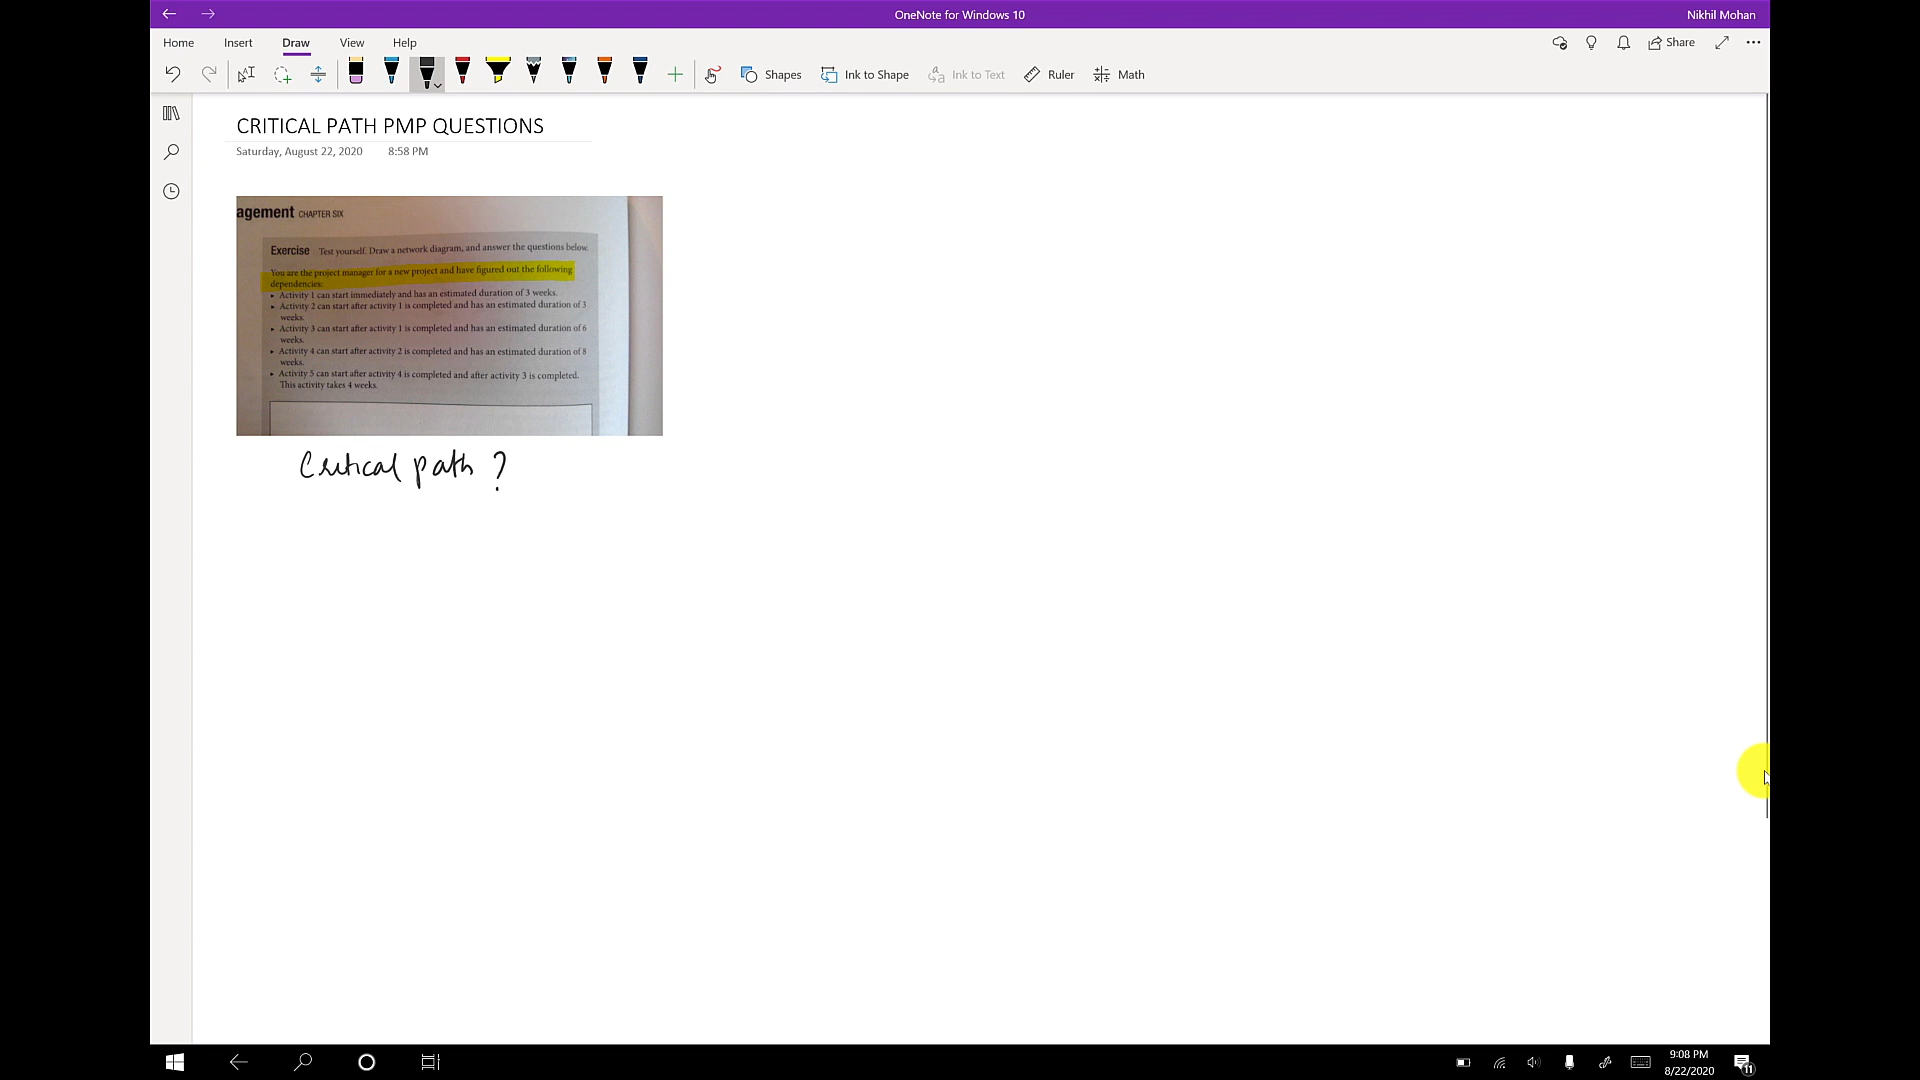 OneNote for Windows 10
Nikhil Mohan
Home Insert Draw View Help
Share
Shapes Ink to Shape Ink to Text Ruler Math
CRITICAL PATH PMP QUESTIONS
Saturday, August 22, 2020 8:58 PM
agement CHAPTER SIX
Exercise Test yourself. Draw a network diagram, and answer the questions below.
You are the project manager for a new project and have figured out the following
dependencies:
▸ Activity 1 can start immediately and has an estimated duration of 3 weeks.
▸ Activity 2 can start after activity 1 is completed and has an estimated duration of 3
weeks.
▸ Activity 3 can start after activity 1 is completed and has an estimated duration of 6
weeks.
▸ Activity 4 can start after activity 2 is completed and has an estimated duration of 8
weeks.
▸ Activity 5 can start after activity 4 is completed and after activity 3 is completed.
This activity takes 4 weeks.
Critical path ?
9:08 PM
8/22/2020
11